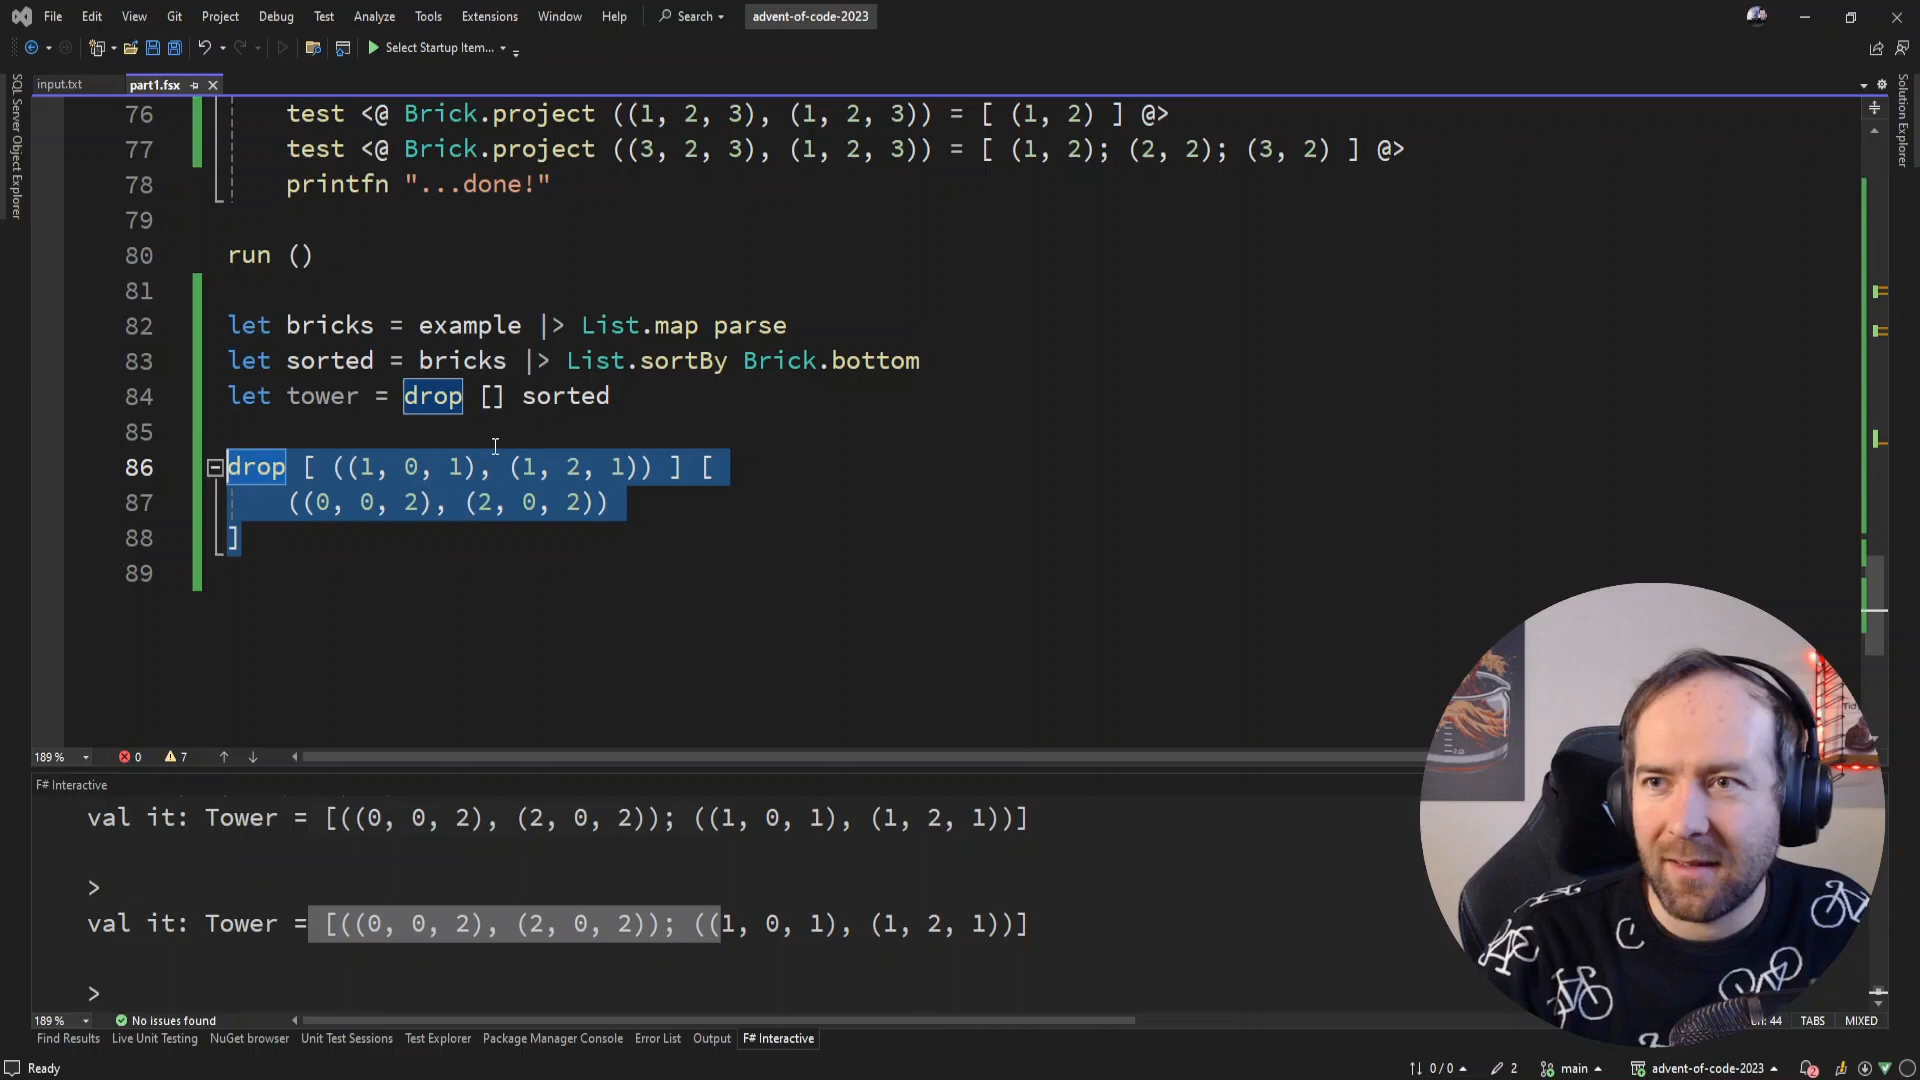 File Edit View Git Project Debug Test Analyze Tools Extensions Window Help Search advent-of-code-2023
Select Startup Item...
input.txt part1.fsx
SQL Server Object Explorer
Solution Explorer
76 test <@ Brick.project ((1, 2, 3), (1, 2, 3)) = [ (1, 2) ] @>
77 test <@ Brick.project ((3, 2, 3), (1, 2, 3)) = [ (1, 2); (2, 2); (3, 2) ] @>
78 printfn "...done!"
79
80 run ()
81
82 let bricks = example |> List.map parse
83 let sorted = bricks |> List.sortBy Brick.bottom
84 let tower = drop [] sorted
85
86 drop [ ((1, 0, 1), (1, 2, 1)) ] [
87 ((0, 0, 2), (2, 0, 2))
88 ]
89
189 % 0 7
F# Interactive
val it: Tower = [((0, 0, 2), (2, 0, 2)); ((1, 0, 1), (1, 2, 1))]
>
val it: Tower = [((0, 0, 2), (2, 0, 2)); ((1, 0, 1), (1, 2, 1))]
>
189 % No issues found Ln: 44 TABS MIXED
Find Results Live Unit Testing NuGet browser Unit Test Sessions Test Explorer Package Manager Console Error List Output F# Interactive
Ready 0 / 0 2 main advent-of-code-2023 2